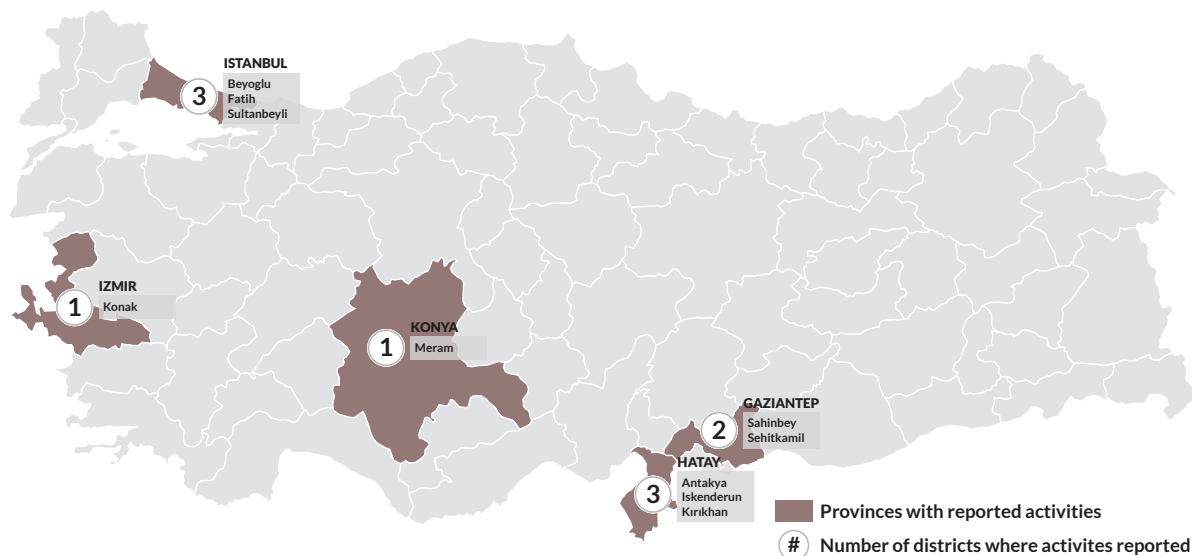 ISTANBUL
3
Beyoglu
Fatih
Sultanbeyli
IZMIR
1
Konak
KONYA
1
Meram
GAZIANTEP
2
Sahinbey
Sehitkamil
HATAY
3
Antakya
Iskenderun
Kırıkhan
Provinces with reported activities
# Number of districts where activites reported